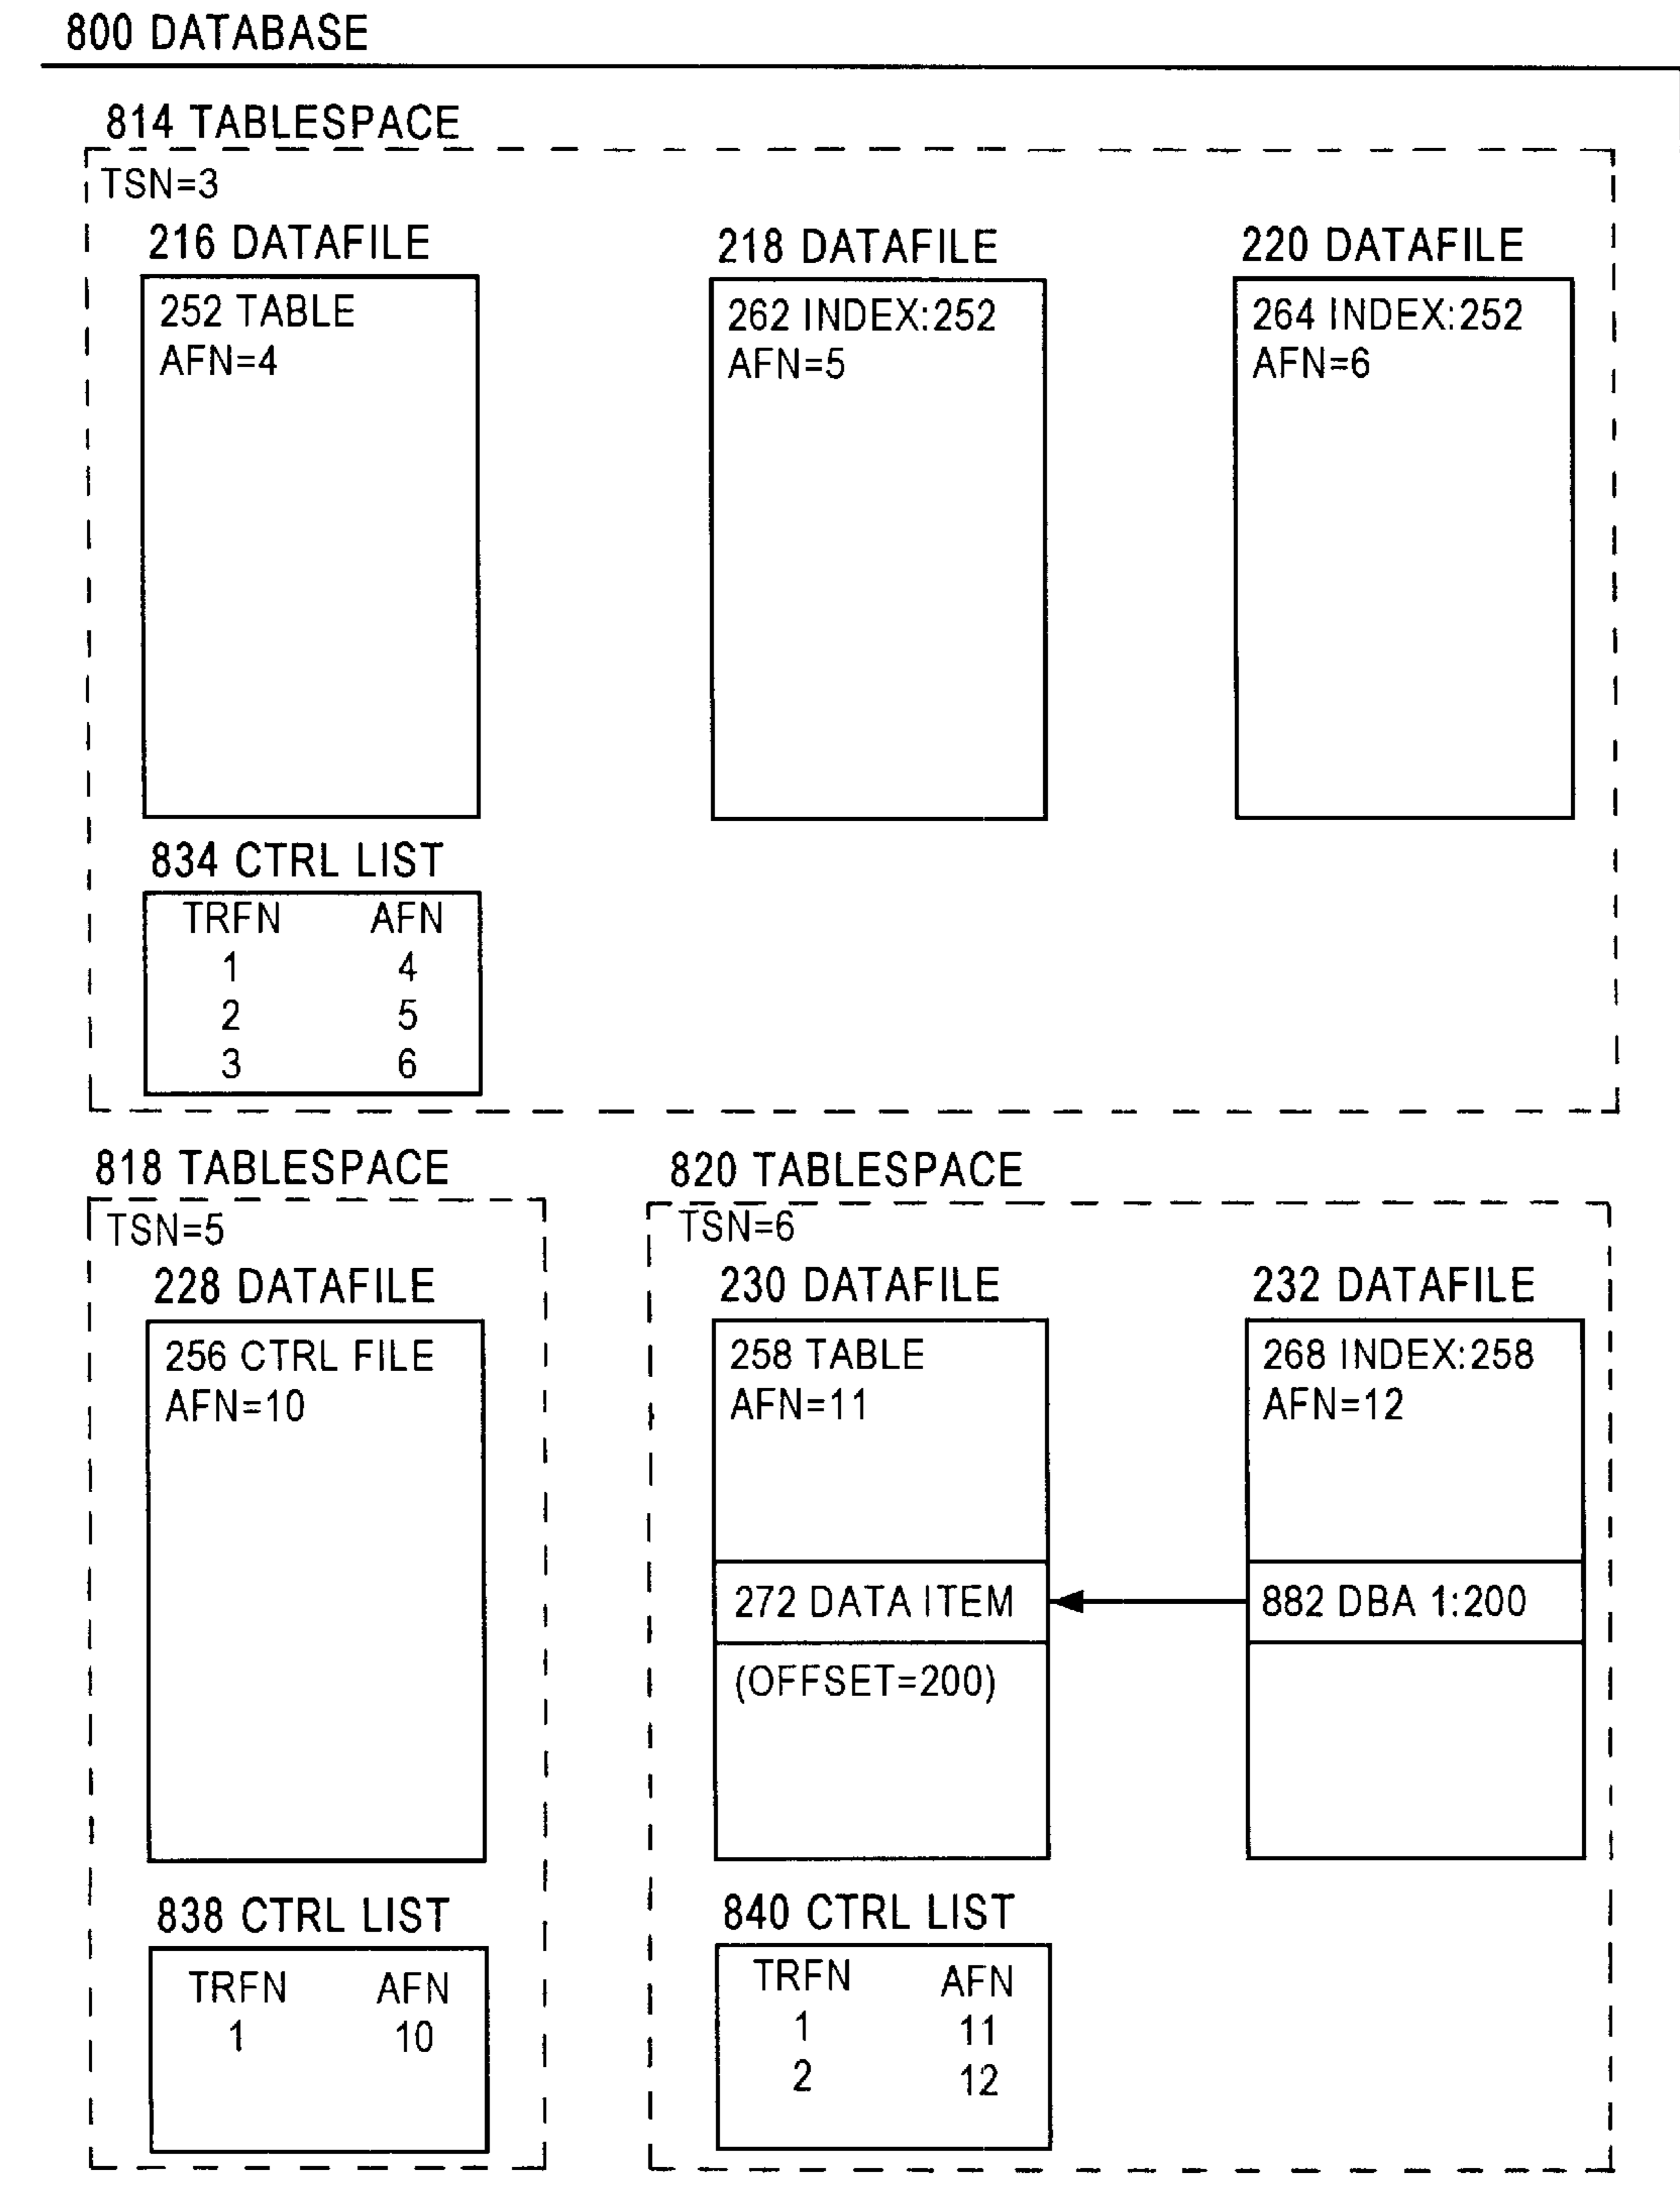 800 DATABASE
814 TABLESPACE
TSN=3
216 DATAFILE
252 TABLE
AFN=4
218 DATAFILE
262 INDEX:252
AFN=5
220 DATAFILE
264 INDEX:252
AFN=6
834 CTRL LIST
TRFN AFN
1 4
2 5
3 6
818 TABLESPACE
TSN=5
228 DATAFILE
256 CTRL FILE
AFN=10
838 CTRL LIST
TRFN AFN
1 10
820 TABLESPACE
TSN=6
230 DATAFILE
258 TABLE
AFN=11
272 DATA ITEM
(OFFSET=200)
232 DATAFILE
268 INDEX:258
AFN=12
882 DBA 1:200
840 CTRL LIST
TRFN AFN
1 11
2 12